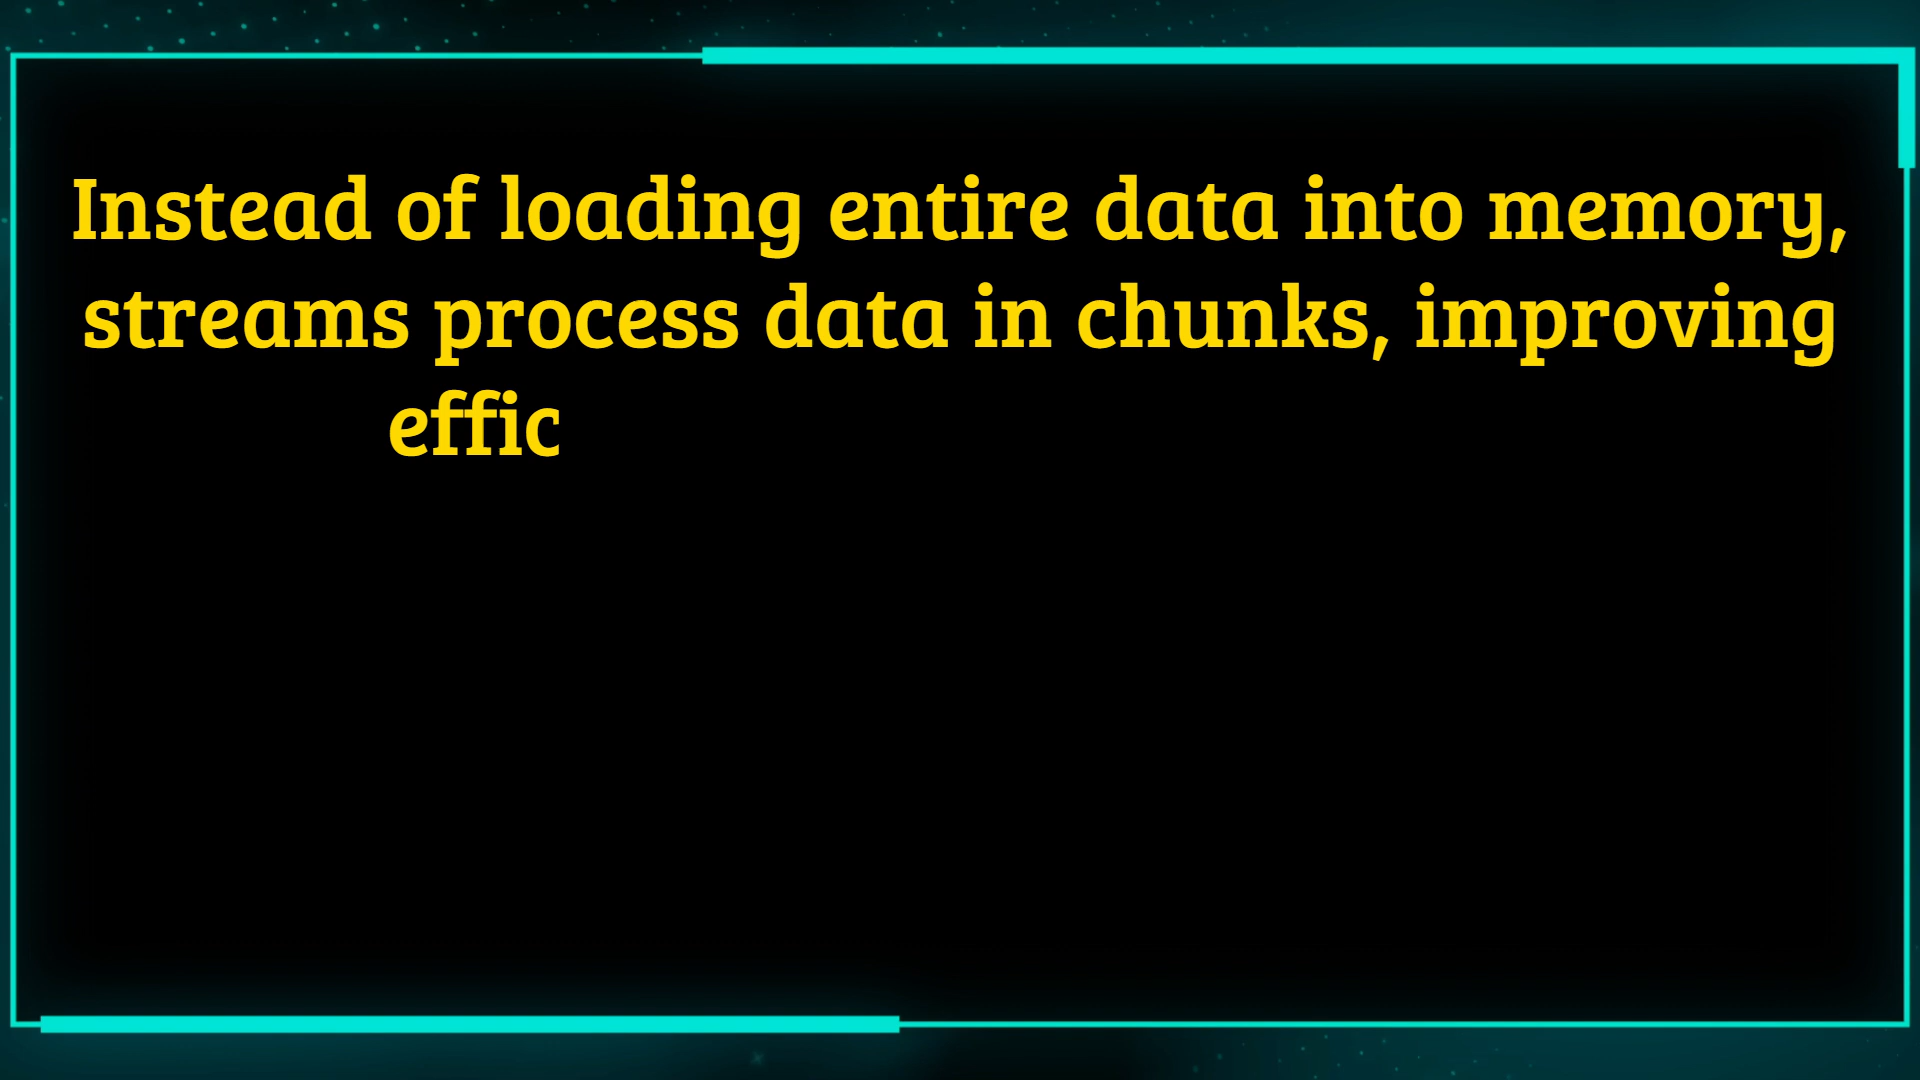 Instead of loading entire data into memory,
streams process data in chunks, improving
effic